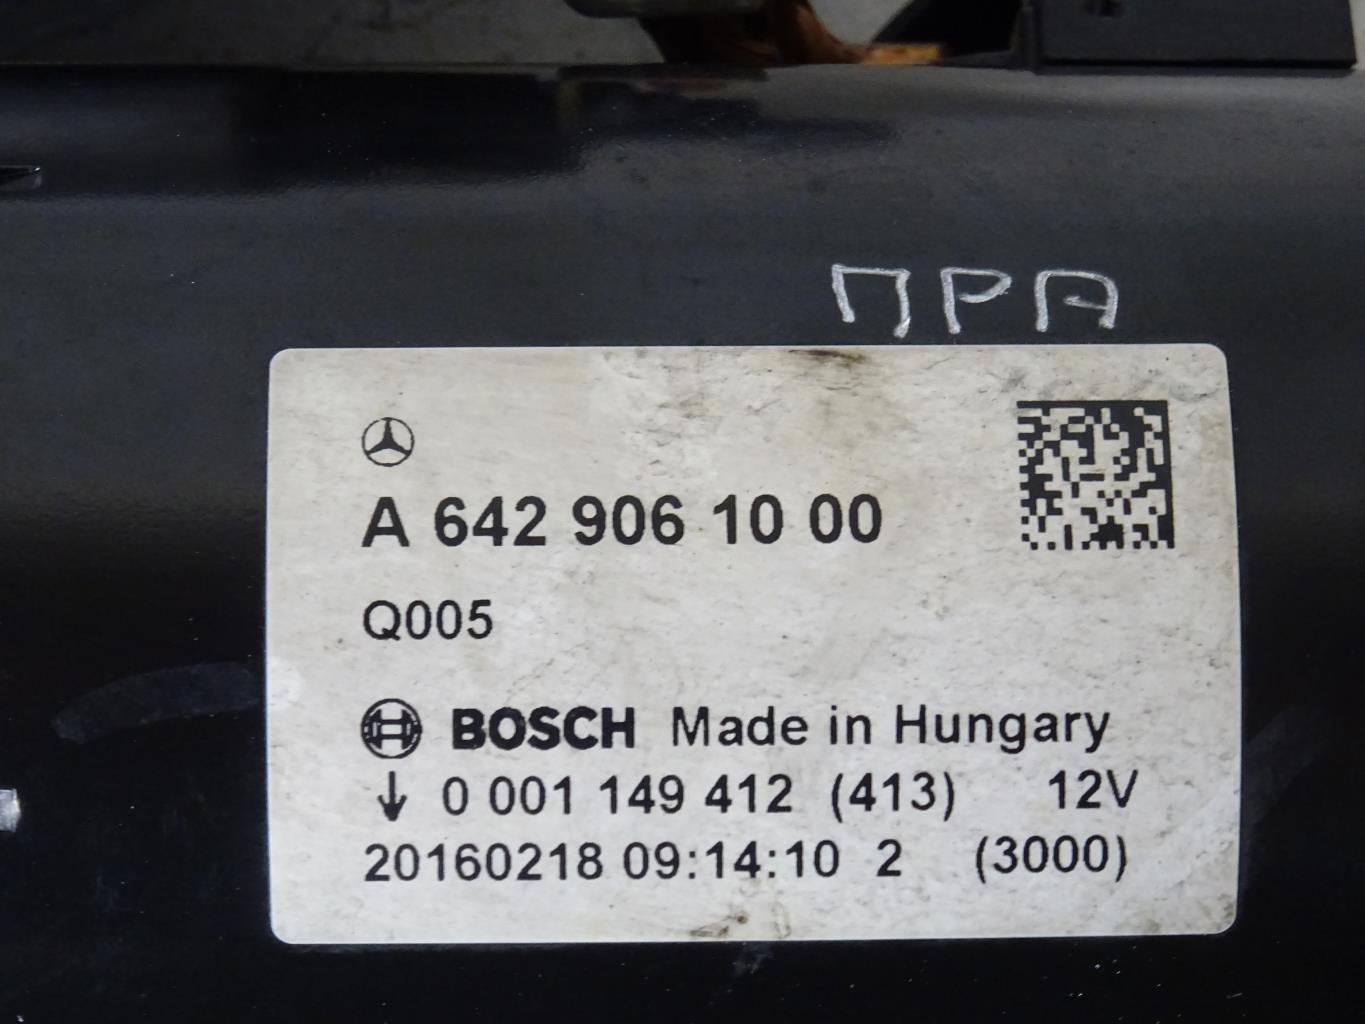 ПРА
A 642 906 10 00
Q005
BOSCH Made in Hungary
↓ 0 001 149 412 (413) 12V
20160218 09:14:10 2 (3000)